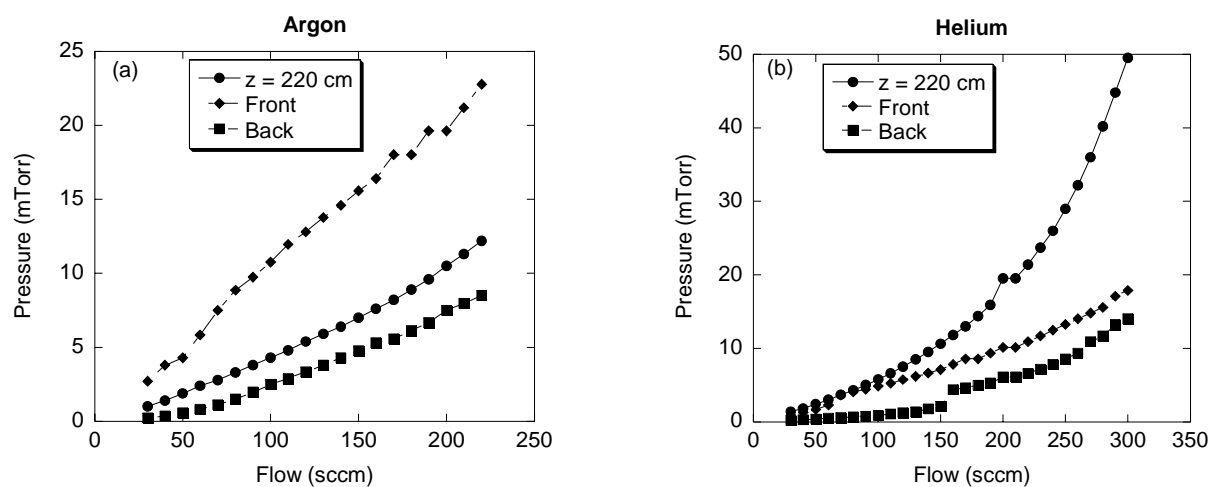 Argon
(a)
z = 220 cm
Front
Back
25
20
15
10
5
0
Pressure (mTorr)
0 50 100 150 200 250
Flow (sccm)
Helium
(b)
z = 220 cm
Front
Back
50
40
30
20
10
0
Pressure (mTorr)
0 50 100 150 200 250 300 350
Flow (sccm)